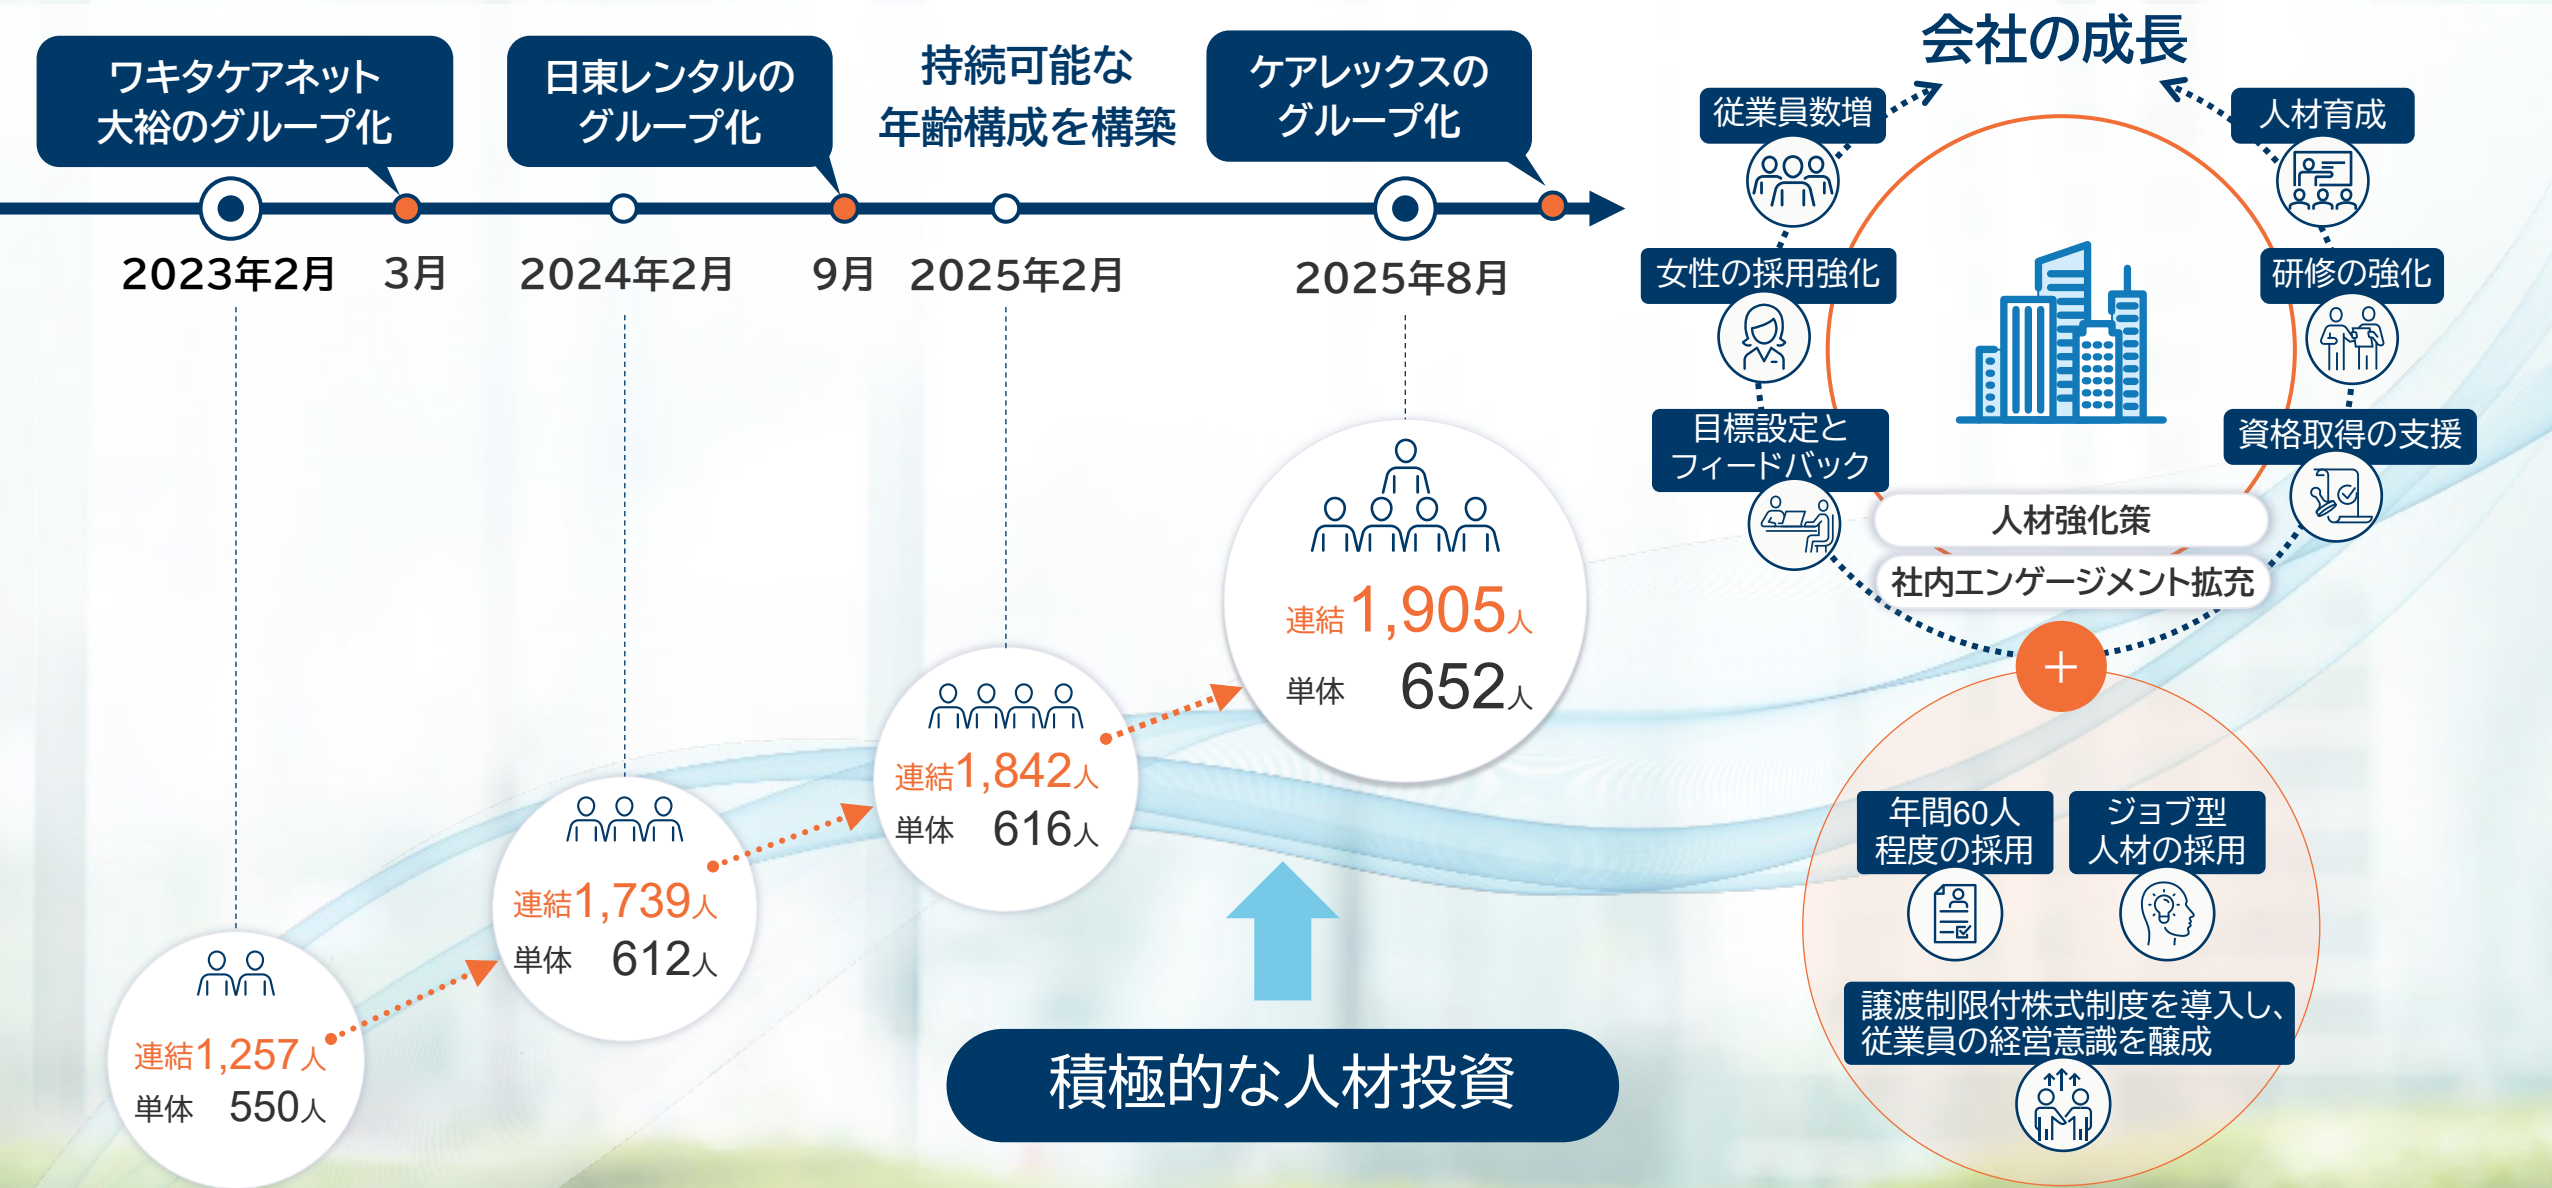 ワキタケアネット
大裕のグループ化
日東レンタルの
グループ化
持続可能な
年齢構成を構築
ケアレックスの
グループ化
2023年2月
3月
2024年2月
9月
2025年2月
2025年8月
連結1,257人
単体 550人
連結1,739人
単体 612人
連結1,842人
単体 616人
連結1,905人
単体 652人
積極的な人材投資
会社の成長
従業員数増
女性の採用強化
目標設定と
フィードバック
人材育成
研修の強化
資格取得の支援
人材強化策
社内エンゲージメント拡充
+
年間60人
程度の採用
ジョブ型
人材の採用
譲渡制限付株式制度を導入し、
従業員の経営意識を醸成